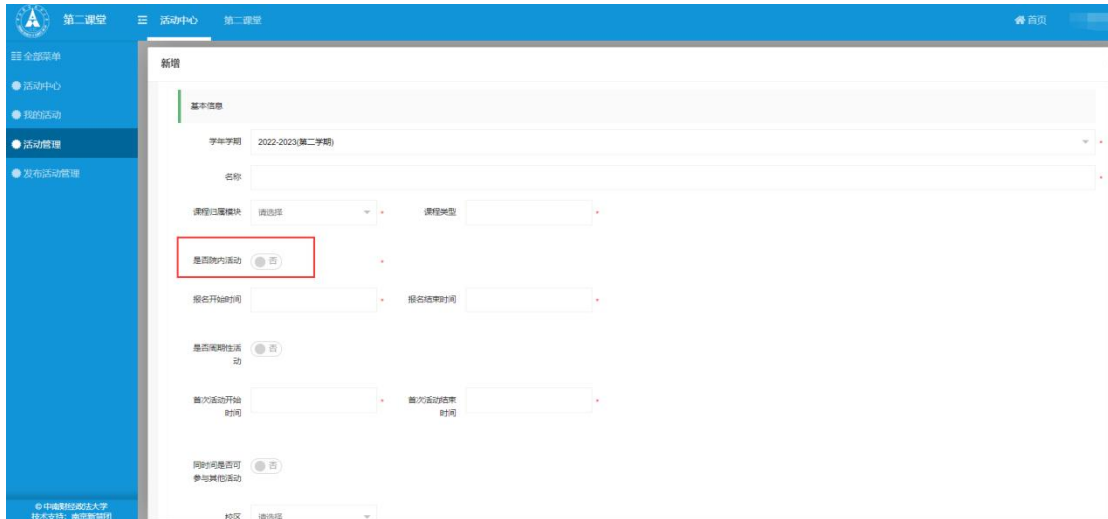 第二课堂
活动中心
第二课堂
首页
全部菜单
活动中心
我的活动
活动管理
发布活动管理
新增
基本信息
学年学期 2022-2023(第二学期)
名称
课程归属模块 请选择 课程类型
是否院内活动 否
报名开始时间 报名结束时间
是否周期性活
动 否
首次活动开始
时间
首次活动结束
时间
同时间是否可
参与其他活动 否
校区 请选择
©中南财经政法大学
技术支持：南京新